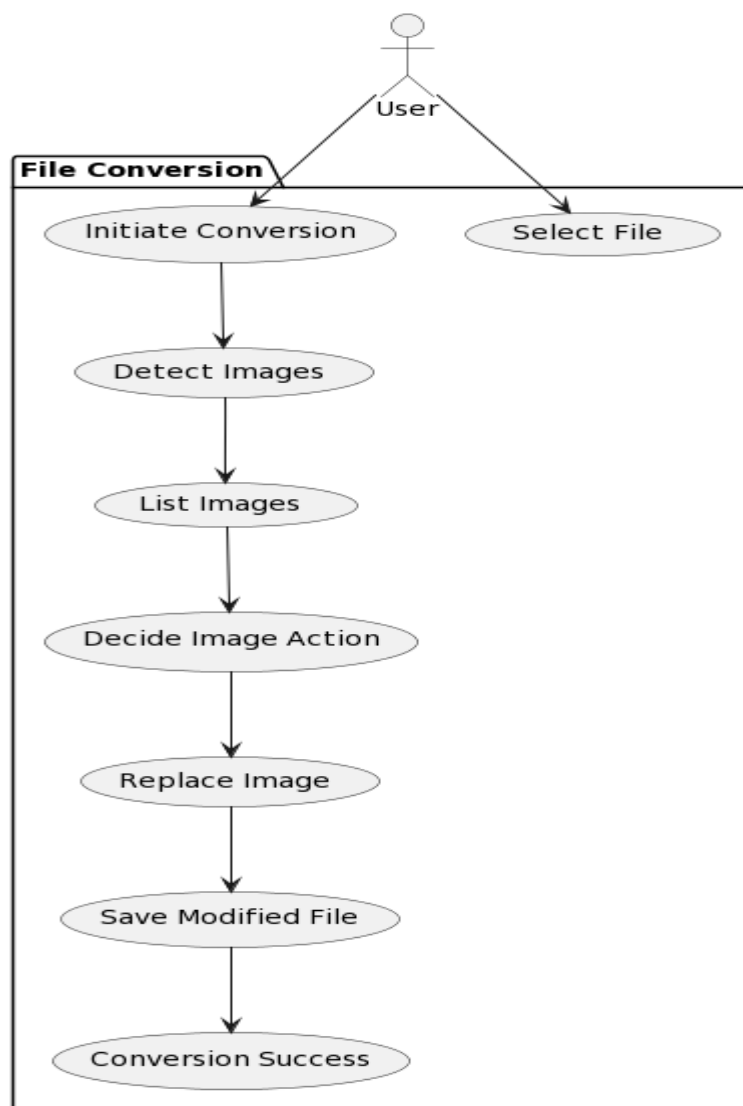 User
File Conversion
Initiate Conversion
Select File
Detect Images
List Images
Decide Image Action
Replace Image
Save Modified File
Conversion Success